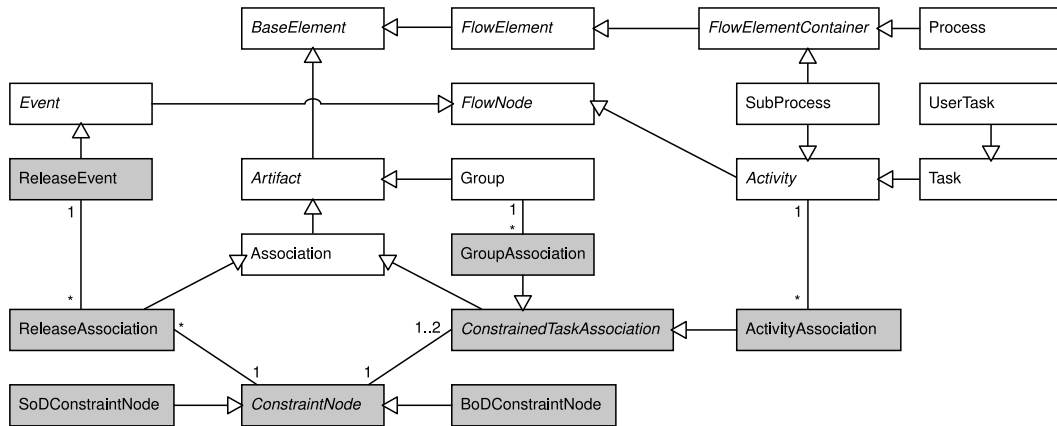 BaseElement
FlowElement
FlowElementContainer
Process
Event
FlowNode
SubProcess
UserTask
ReleaseEvent
Artifact
Group
Activity
Task
1
1
1
*
Association
GroupAssociation
*
*
ReleaseAssociation
*
1..2
ConstrainedTaskAssociation
ActivityAssociation
1
1
SoDConstraintNode
ConstraintNode
BoDConstraintNode